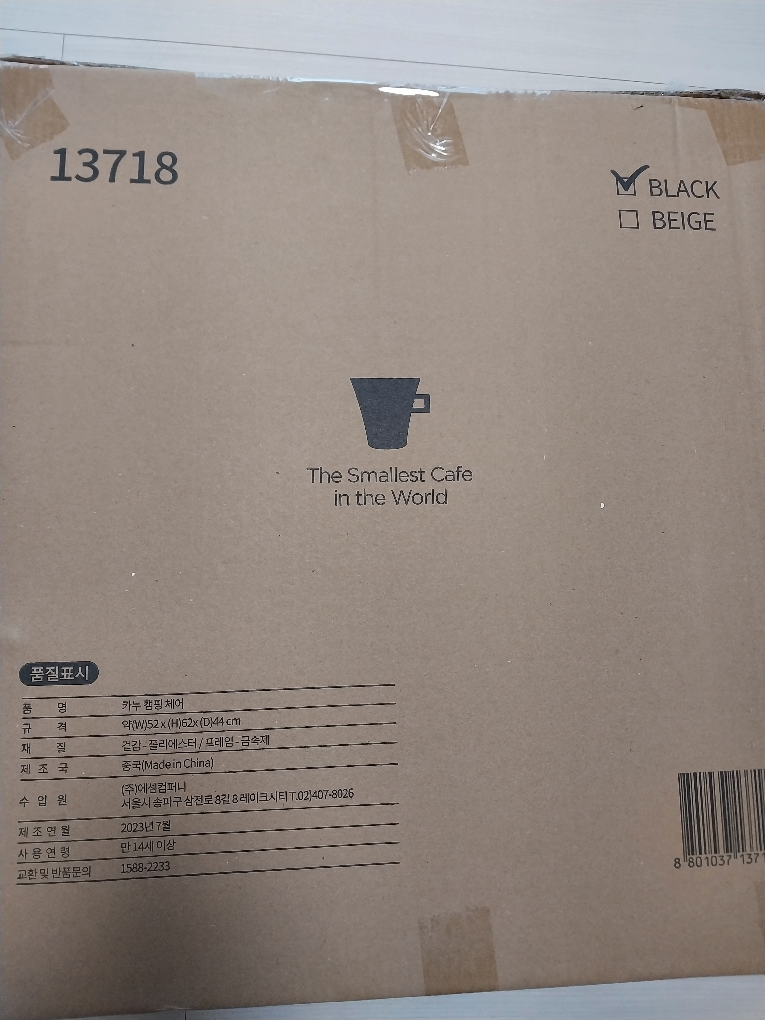 13718
BLACK
BEIGE
The Smallest Cafe
in the World
품질표시
품 명 카누 캠핑 체어
규 격 약(W)52 x (H)62x (D)44 cm
재 질 겉감 - 폴리에스터 / 프레임 - 금속제
제 조 국 중국(Made in China)
수 입 원 (주)에셀컴퍼니
서울시 송파구 삼전로8길 8 레이크시티 T.02)407-8026
제 조 연 월 2023년 7월
사 용 연 령 만 14세 이상
교환 및 반품문의 1588-2233
8 801037 1371